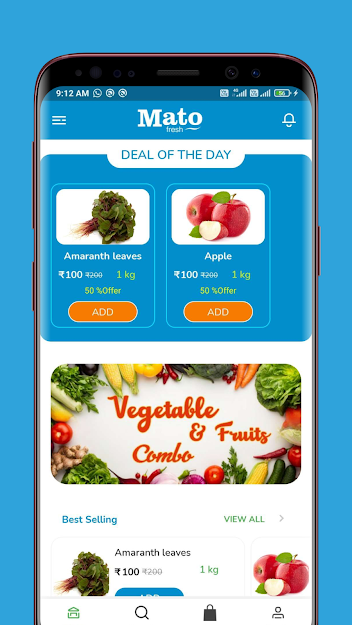 9:12 AM
56
Mato
fresh
DEAL OF THE DAY
Amaranth leaves
₹100 ₹200 1 kg
50 %Offer
ADD
Apple
₹100 ₹200 1 kg
50 %Offer
ADD
Vegetable
& Fruits
Combo
Best Selling
VIEW ALL
Amaranth leaves
₹100 ₹200
1 kg
ADD